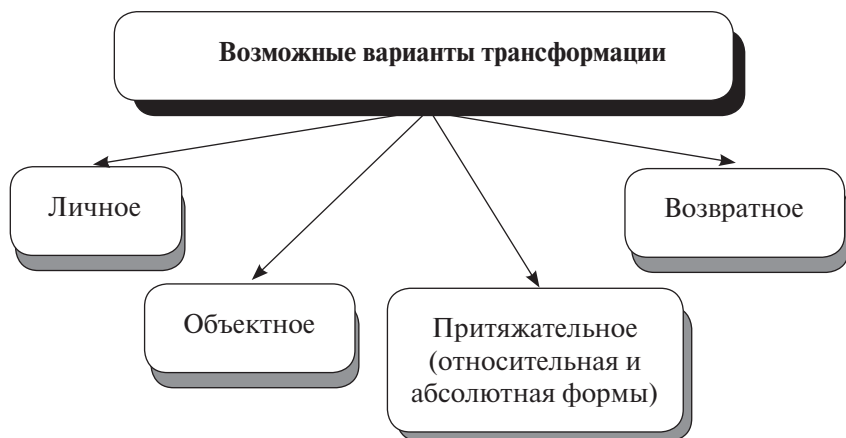 Возможные варианты трансформации
Личное
Возвратное
Объектное
Притяжательное
(относительная и
абсолютная формы)